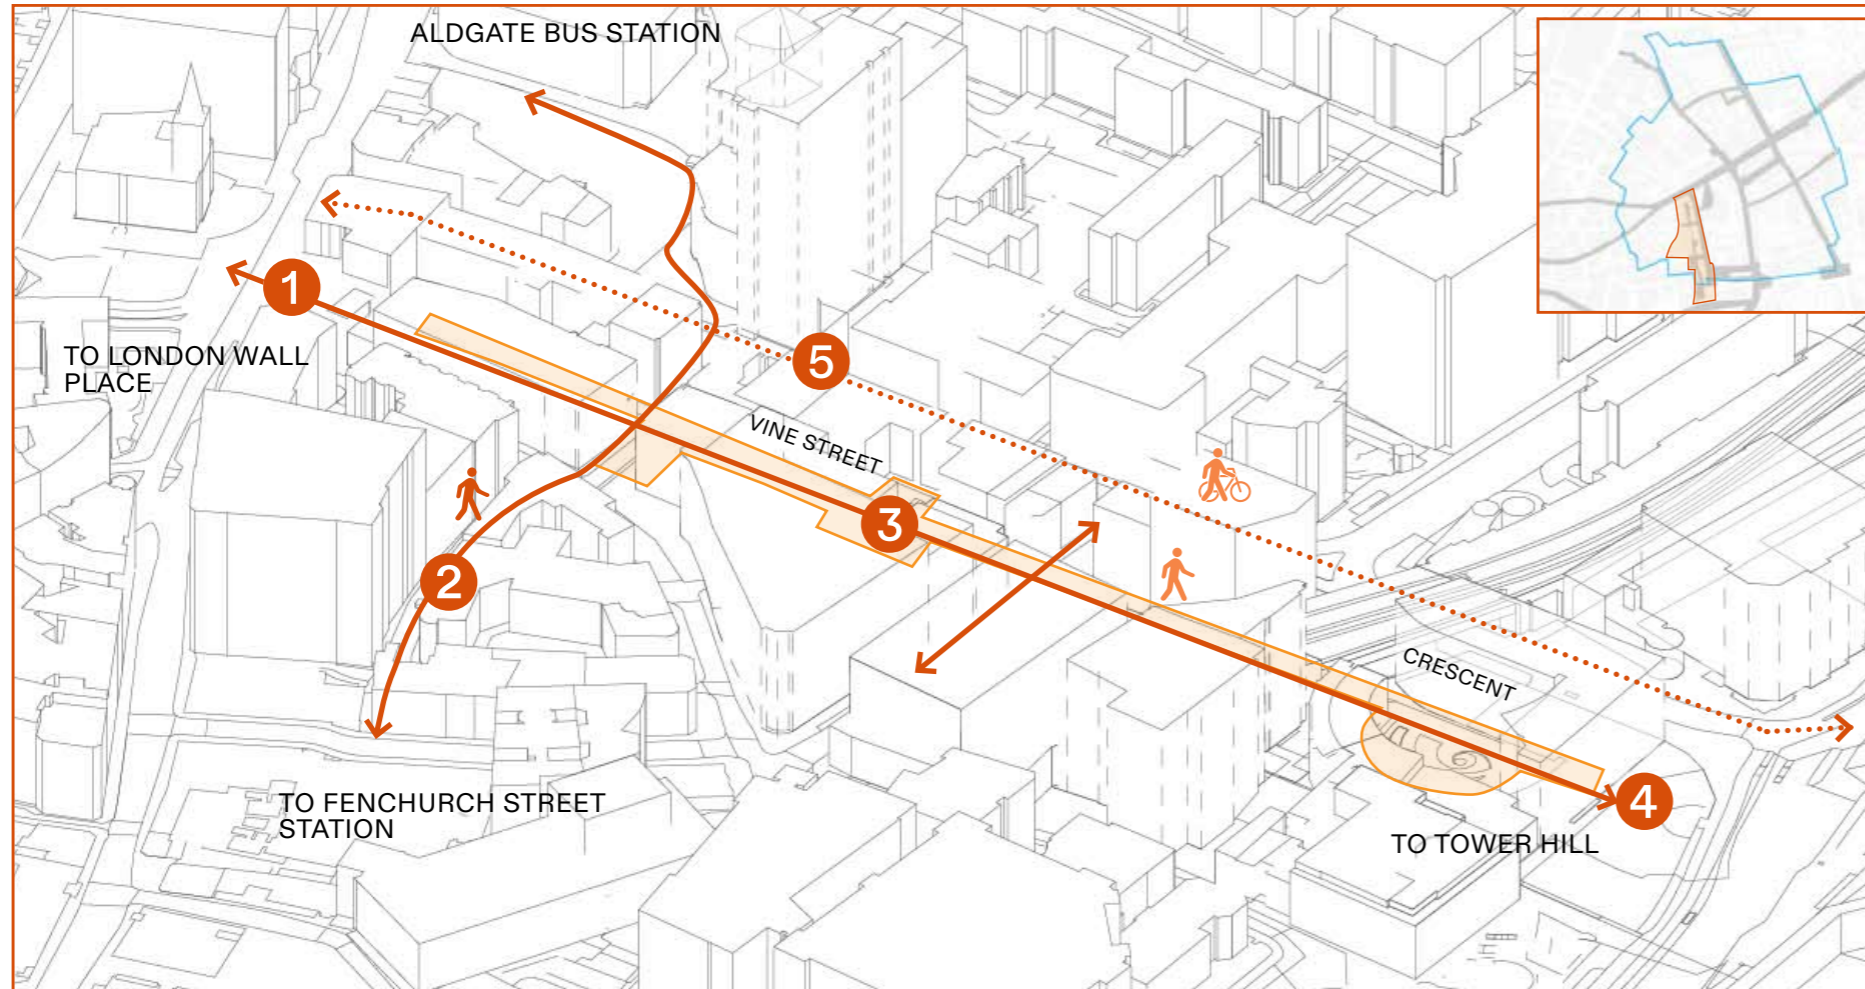 ALDGATE BUS STATION
1
TO LONDON WALL
PLACE
5
VINE STREET
3
2
CRESCENT
TO FENCHURCH STREET
STATION
4
TO TOWER HILL